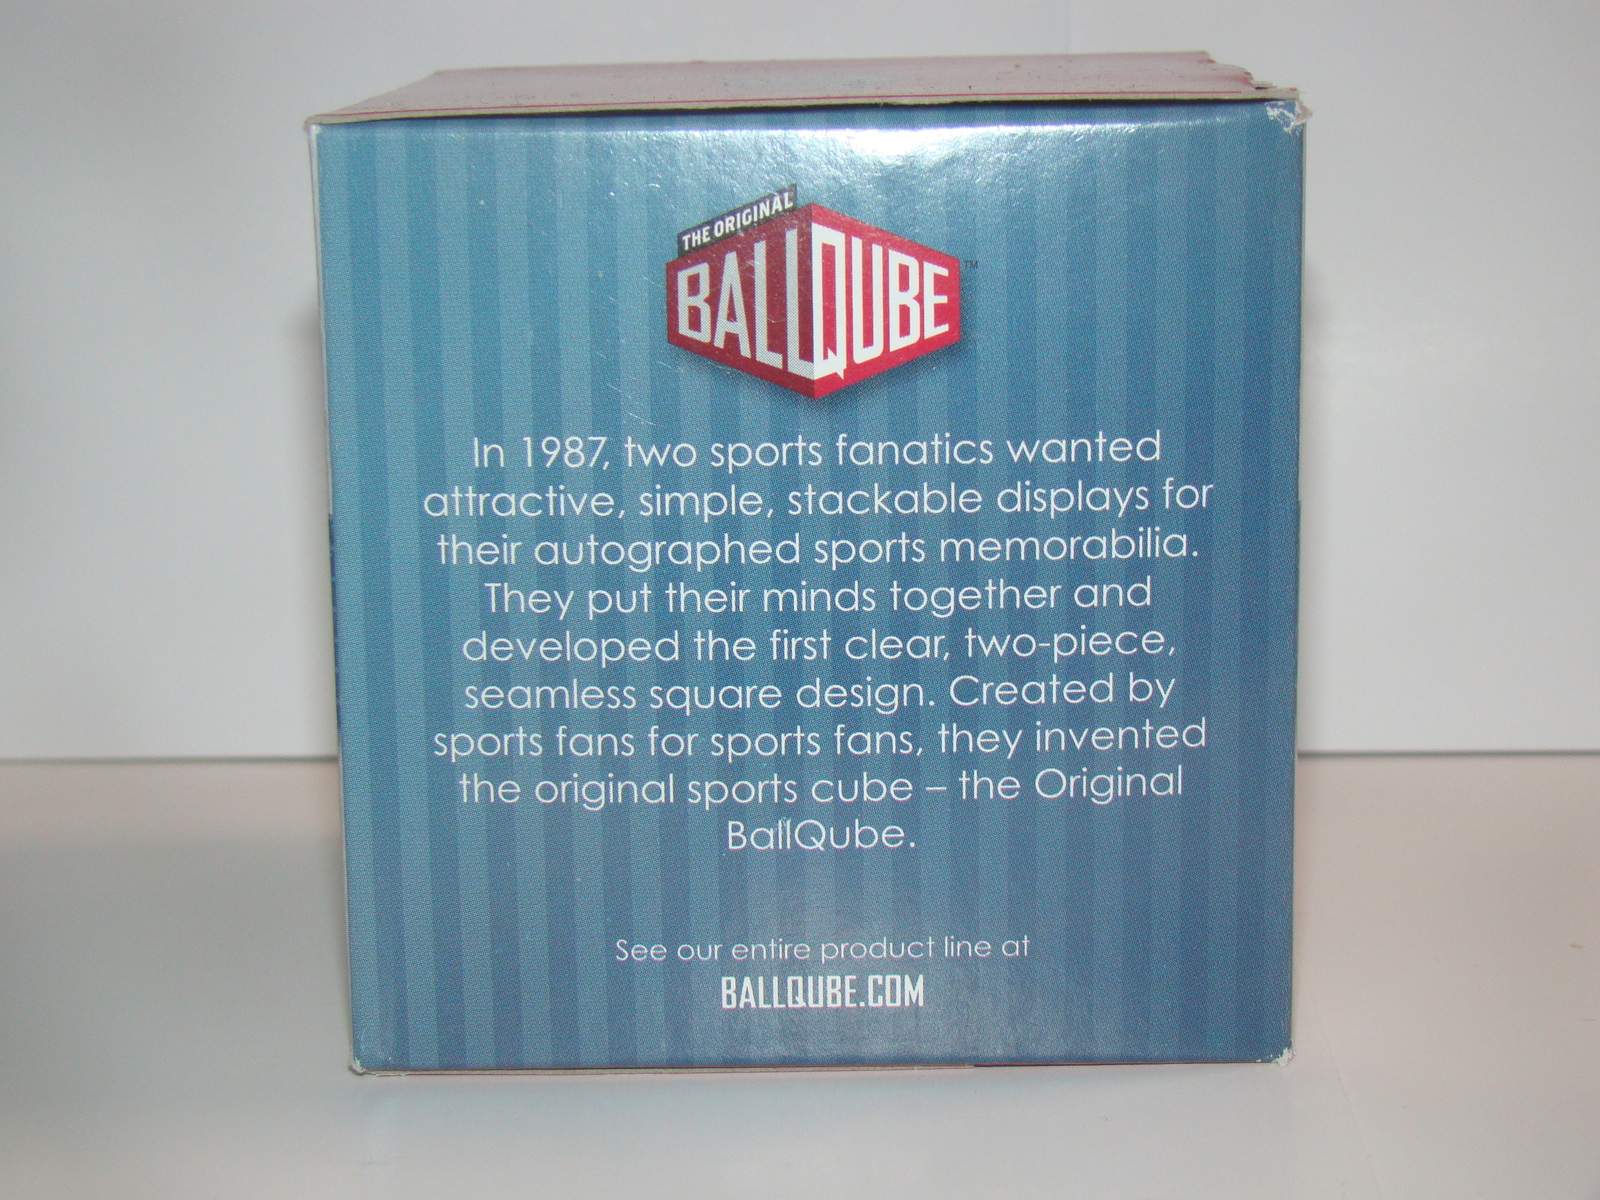 THE ORIGINAL
BALLQUBE™
In 1987, two sports fanatics wanted
attractive, simple, stackable displays for
their autographed sports memorabilia.
They put their minds together and
developed the first clear, two-piece,
seamless square design. Created by
sports fans for sports fans, they invented
the original sports cube – the Original
BallQube.
See our entire product line at
BALLQUBE.COM